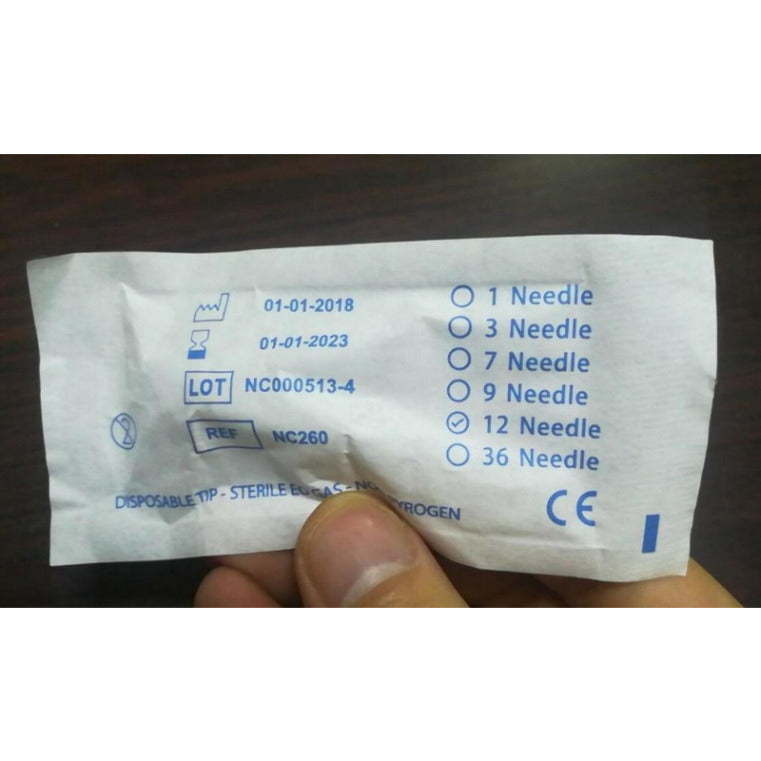 01-01-2018
01-01-2023
LOT NC000513-4
REF NC260
1 Needle
3 Needle
7 Needle
9 Needle
12 Needle
36 Needle
DISPOSABLE TIP - STERILE GAS -
CE